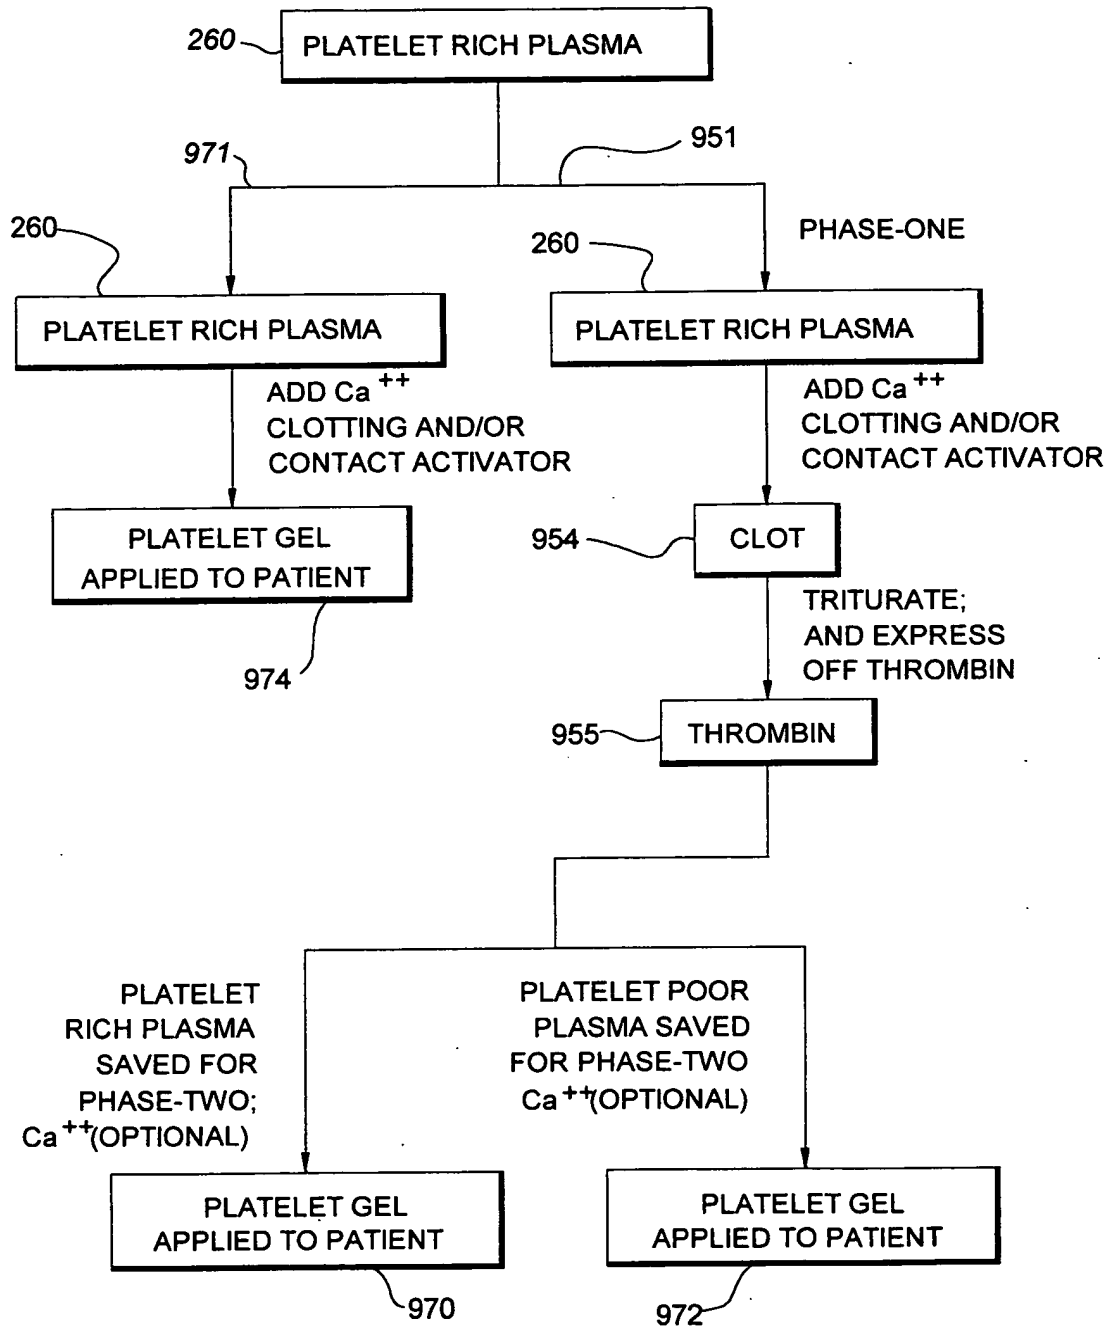 260
PLATELET RICH PLASMA
971
951
260
260
PHASE-ONE
PLATELET RICH PLASMA
PLATELET RICH PLASMA
ADD Ca++
CLOTTING AND/OR
CONTACT ACTIVATOR
ADD Ca++
CLOTTING AND/OR
CONTACT ACTIVATOR
PLATELET GEL
APPLIED TO PATIENT
974
954
CLOT
TRITURATE;
AND EXPRESS
OFF THROMBIN
955
THROMBIN
PLATELET
RICH PLASMA
SAVED FOR
PHASE-TWO;
Ca++(OPTIONAL)
PLATELET POOR
PLASMA SAVED
FOR PHASE-TWO
Ca++(OPTIONAL)
PLATELET GEL
APPLIED TO PATIENT
970
PLATELET GEL
APPLIED TO PATIENT
972